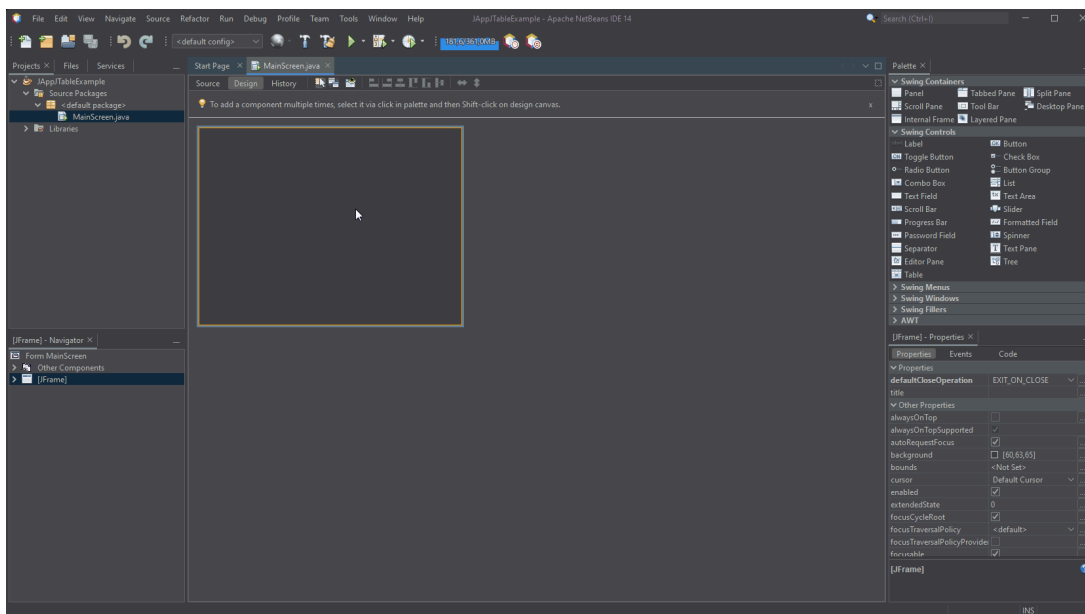 File Edit View Navigate Source Refactor Run Debug Profile Team Tools Window Help JAppJTableExample - Apache NetBeans IDE 14 Search (Ctrl+I)
<default config> 181.6/361.0MB
Projects Files Services
JAppJTableExample
Source Packages
<default package>
MainScreen.java
Libraries
[JFrame] - Navigator
Form MainScreen
Other Components
[JFrame]
Start Page MainScreen.java
Source Design History
To add a component multiple times, select it via click in palette and then Shift-click on design canvas.
Palette
Swing Containers
Panel Tabbed Pane Split Pane
Scroll Pane Tool Bar Desktop Pane
Internal Frame Layered Pane
Swing Controls
Label Button
Toggle Button Check Box
Radio Button Button Group
Combo Box List
Text Field Text Area
Scroll Bar Slider
Progress Bar Formatted Field
Password Field Spinner
Separator Text Pane
Editor Pane Tree
Table
Swing Menus
Swing Windows
Swing Fillers
AWT
[JFrame] - Properties
Properties Events Code
Properties
defaultCloseOperation EXIT_ON_CLOSE
title
Other Properties
alwaysOnTop
alwaysOnTopSupported
autoRequestFocus
background [60,63,65]
bounds <Not Set>
cursor Default Cursor
enabled
extendedState 0
focusCycleRoot
focusTraversalPolicy <default>
focusTraversalPolicyProvider
focusable
[JFrame]
INS